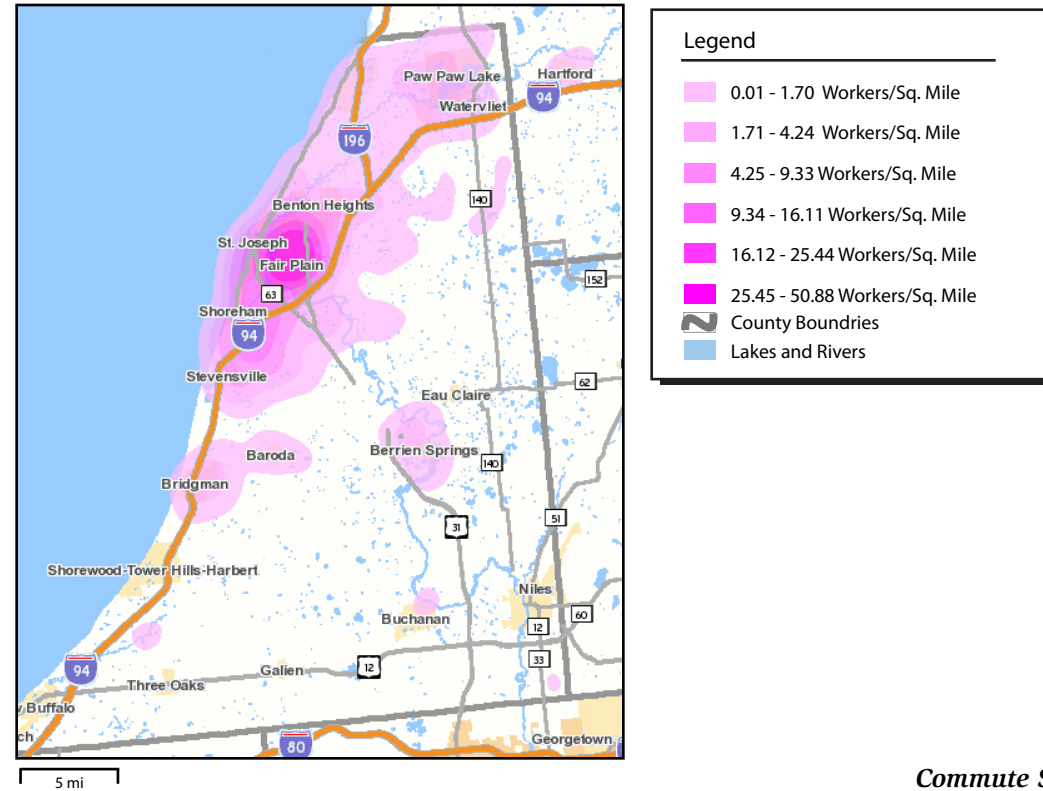 Paw Paw Lake
Hartford
Watervliet
94
196
140
Benton Heights
St. Joseph
Fair Plain
152
63
Shoreham
94
Stevensville
62
Eau Claire
Baroda
Berrien Springs
140
Bridgman
31
51
Shorewood-Tower Hills-Harbert
Niles
Buchanan
60
12
33
94
Galien
12
Three Oaks
Buffalo
ch
80
Georgetown
5 mi
Legend
0.01 - 1.70 Workers/Sq. Mile
1.71 - 4.24 Workers/Sq. Mile
4.25 - 9.33 Workers/Sq. Mile
9.34 - 16.11 Workers/Sq. Mile
16.12 - 25.44 Workers/Sq. Mile
25.45 - 50.88 Workers/Sq. Mile
County Boundries
Lakes and Rivers
Commute S